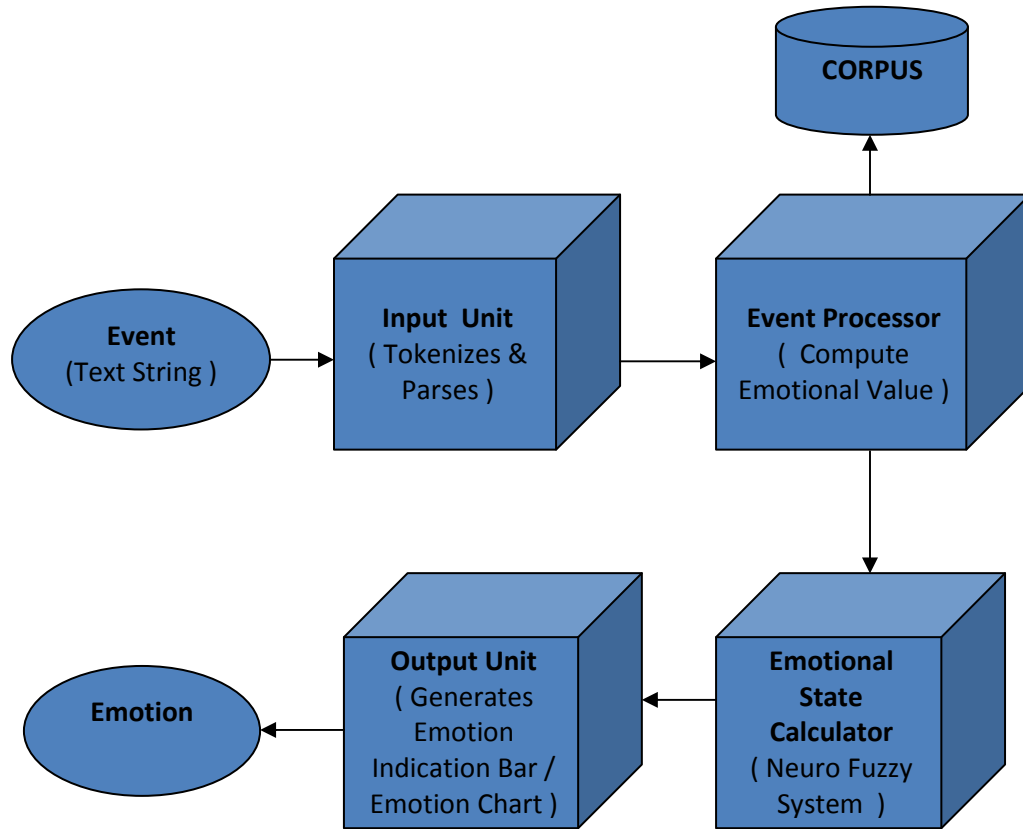 CORPUS
Event
(Text String )
Input  Unit
( Tokenizes &
Parses )
Event Processor
(  Compute
Emotional Value )
Emotion
Output Unit
( Generates
Emotion
Indication Bar /
Emotion Chart )
Emotional
State
Calculator
( Neuro Fuzzy
System  )